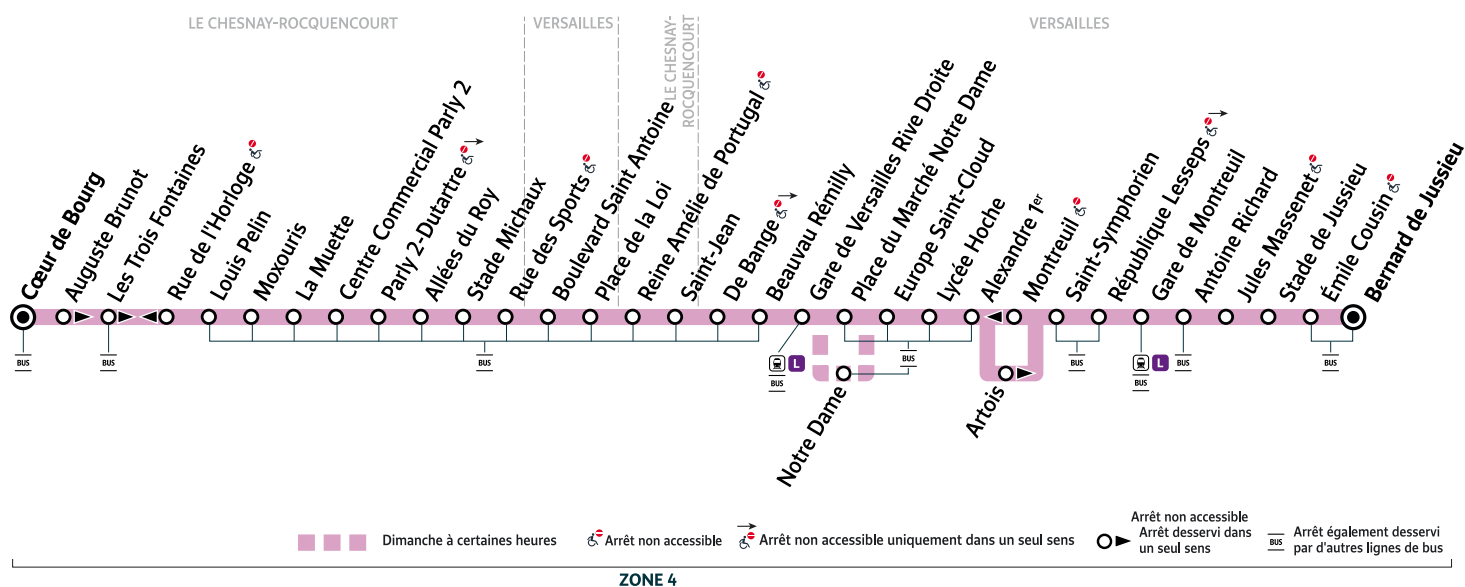 LE CHESNAY-ROCQUENCOURT
VERSAILLES
LE CHESNAY-
ROCQUENCOURT
VERSAILLES
Cœur de Bourg
Auguste Brunot
Les Trois Fontaines
Rue de l'Horloge
Louis Pelin
Moxouris
La Muette
Centre Commercial Parly 2
Parly 2-Dutartre
Allées du Roy
Stade Michaux
Rue des Sports
Boulevard Saint Antoine
Place de la Loi
Reine Amélie de Portugal
Saint-Jean
De Bange
Beauvau Rémilly
Gare de Versailles Rive Droite
Place du Marché Notre Dame
Europe Saint-Cloud
Lycée Hoche
Alexandre 1er
Montreuil
Saint-Symphorien
République Lesseps
Gare de Montreuil
Antoine Richard
Jules Massenet
Stade de Jussieu
Émile Cousin
Bernard de Jussieu
BUS
BUS
BUS
L
BUS
BUS
BUS
L
BUS
BUS
BUS
Notre Dame
Artois
Dimanche à certaines heures
Arrêt non accessible
Arrêt non accessible uniquement dans un seul sens
Arrêt non accessible
Arrêt desservi dans
un seul sens
BUS
Arrêt également desservi
par d'autres lignes de bus
ZONE 4